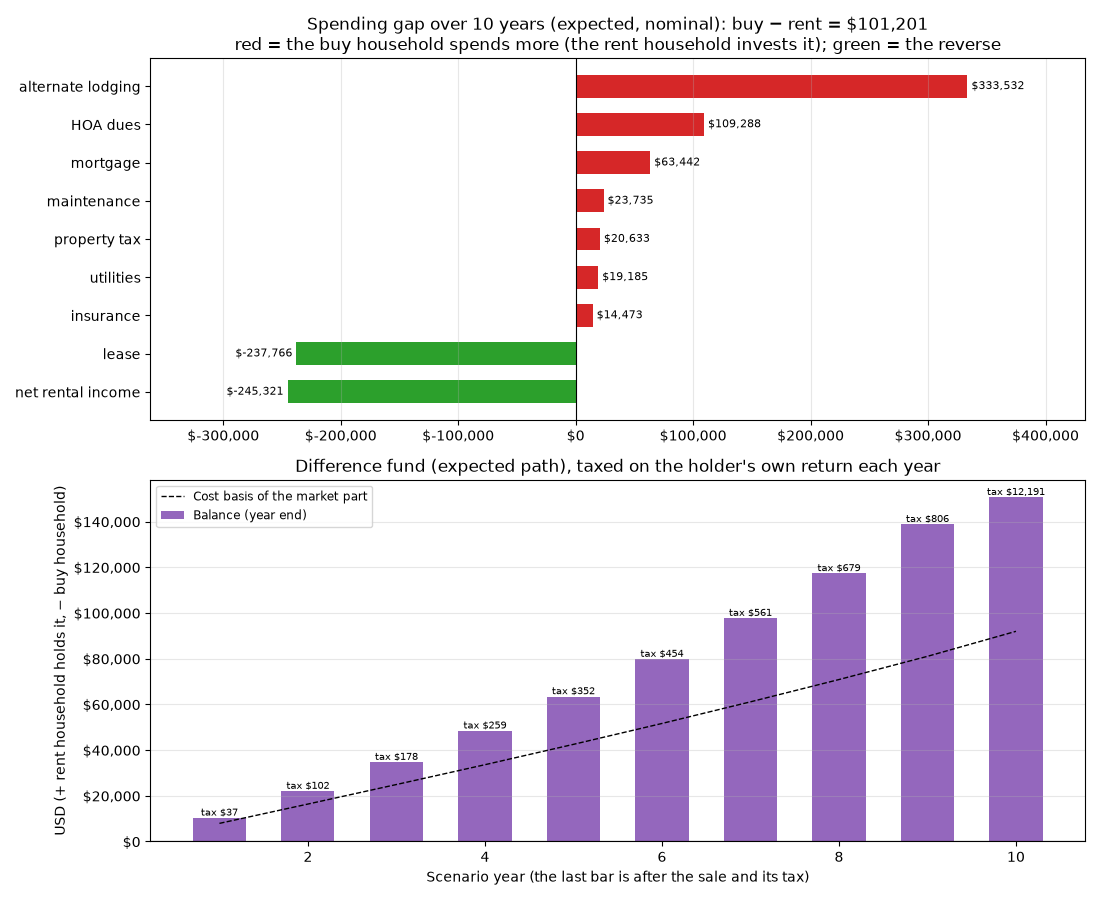 Spending gap over 10 years (expected, nominal): buy − rent = $101,201
red = the buy household spends more (the rent household invests it); green = the reverse
alternate lodging
$333,532
HOA dues
$109,288
mortgage
$63,442
maintenance
$23,735
property tax
$20,633
utilities
$19,185
insurance
$14,473
lease
$-237,766
net rental income
$-245,321
$-300,000
$-200,000
$-100,000
$0
$100,000
$200,000
$300,000
$400,000
Difference fund (expected path), taxed on the holder's own return each year
USD (+ rent household holds it, − buy household)
$140,000
$120,000
$100,000
$80,000
$60,000
$40,000
$20,000
$0
Cost basis of the market part
Balance (year end)
tax $37
tax $102
tax $178
tax $259
tax $352
tax $454
tax $561
tax $679
tax $806
tax $12,191
2
4
6
8
10
Scenario year (the last bar is after the sale and its tax)